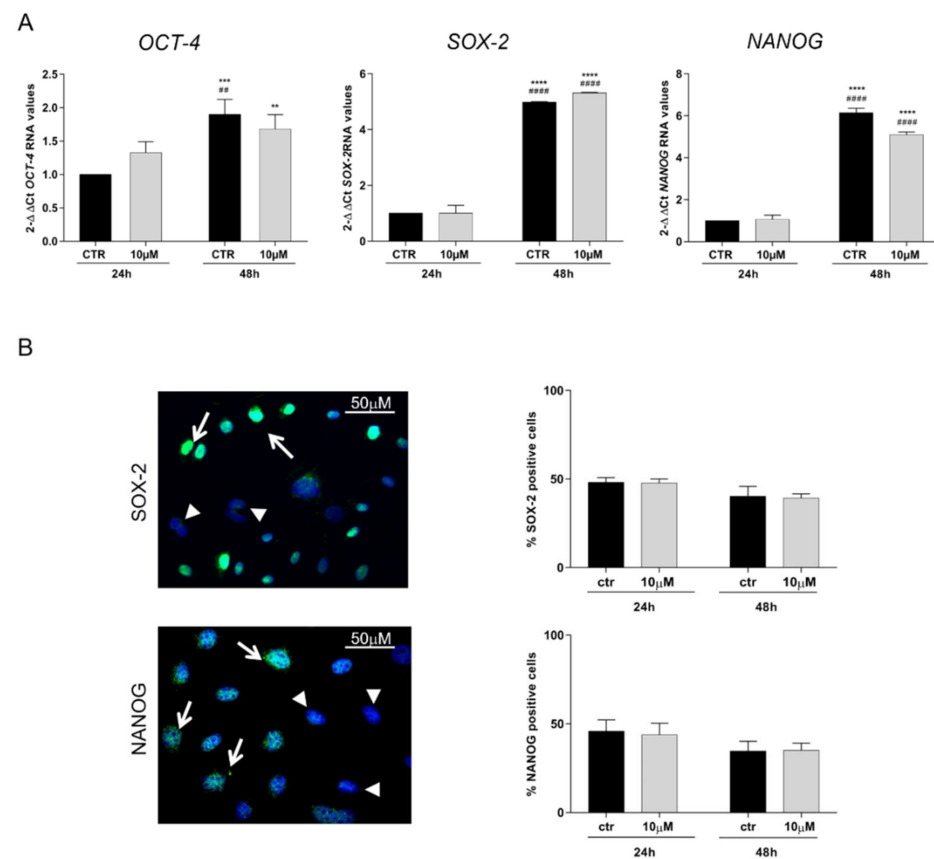 A
OCT-4
2-Δ ΔCt OCT-4 RNA values
2.5
2.0
1.5
1.0
0.5
0.0
***
##
**
CTR
10µM
CTR
10µM
24h
48h
SOX-2
2-Δ ΔCt SOX-2RNA values
6
4
2
0
****
####
****
####
CTR
10µM
CTR
10µM
24h
48h
NANOG
2-Δ ΔCt NANOG RNA values
8
6
4
2
0
****
####
****
####
CTR
10µM
CTR
10µM
24h
48h
B
SOX-2
50µM
% SOX-2 positive cells
100
50
0
ctr
10µM
ctr
10µM
24h
48h
NANOG
50µM
% NANOG positive cells
100
50
0
ctr
10µM
ctr
10µM
24h
48h